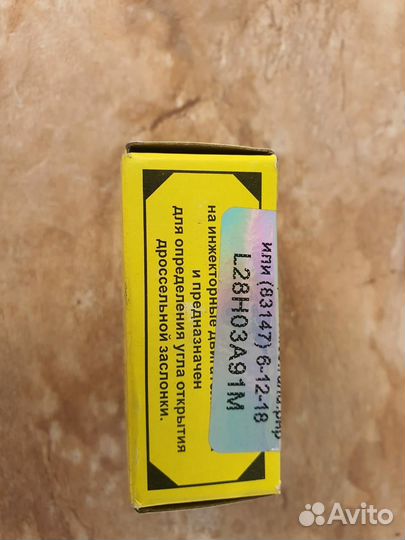 на инжекторные
и предназначен
для определения угла открытия
дроссельной заслонки.
или (83147) 6-12-18
L28H03A91M
Avito